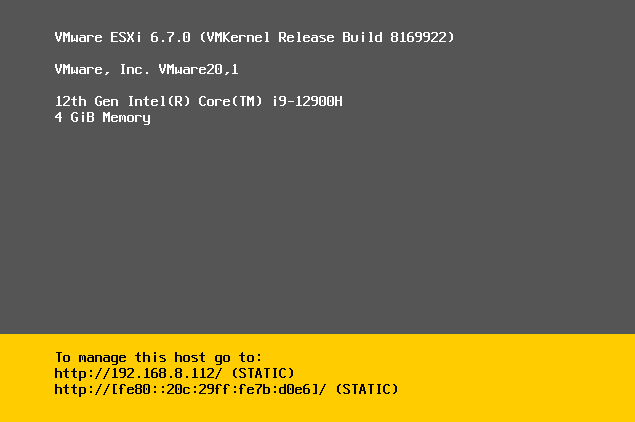 VMware ESXi 6.7.0 (VMKernel Release Build 8169922)
VMware, Inc. VMware20,1
12th Gen Intel(R) Core(TM) i9-12900H
4 GiB Memory
To manage this host go to:
http://192.168.8.112/ (STATIC)
http://[fe80::20c:29ff:fe7b:d0e6]/ (STATIC)